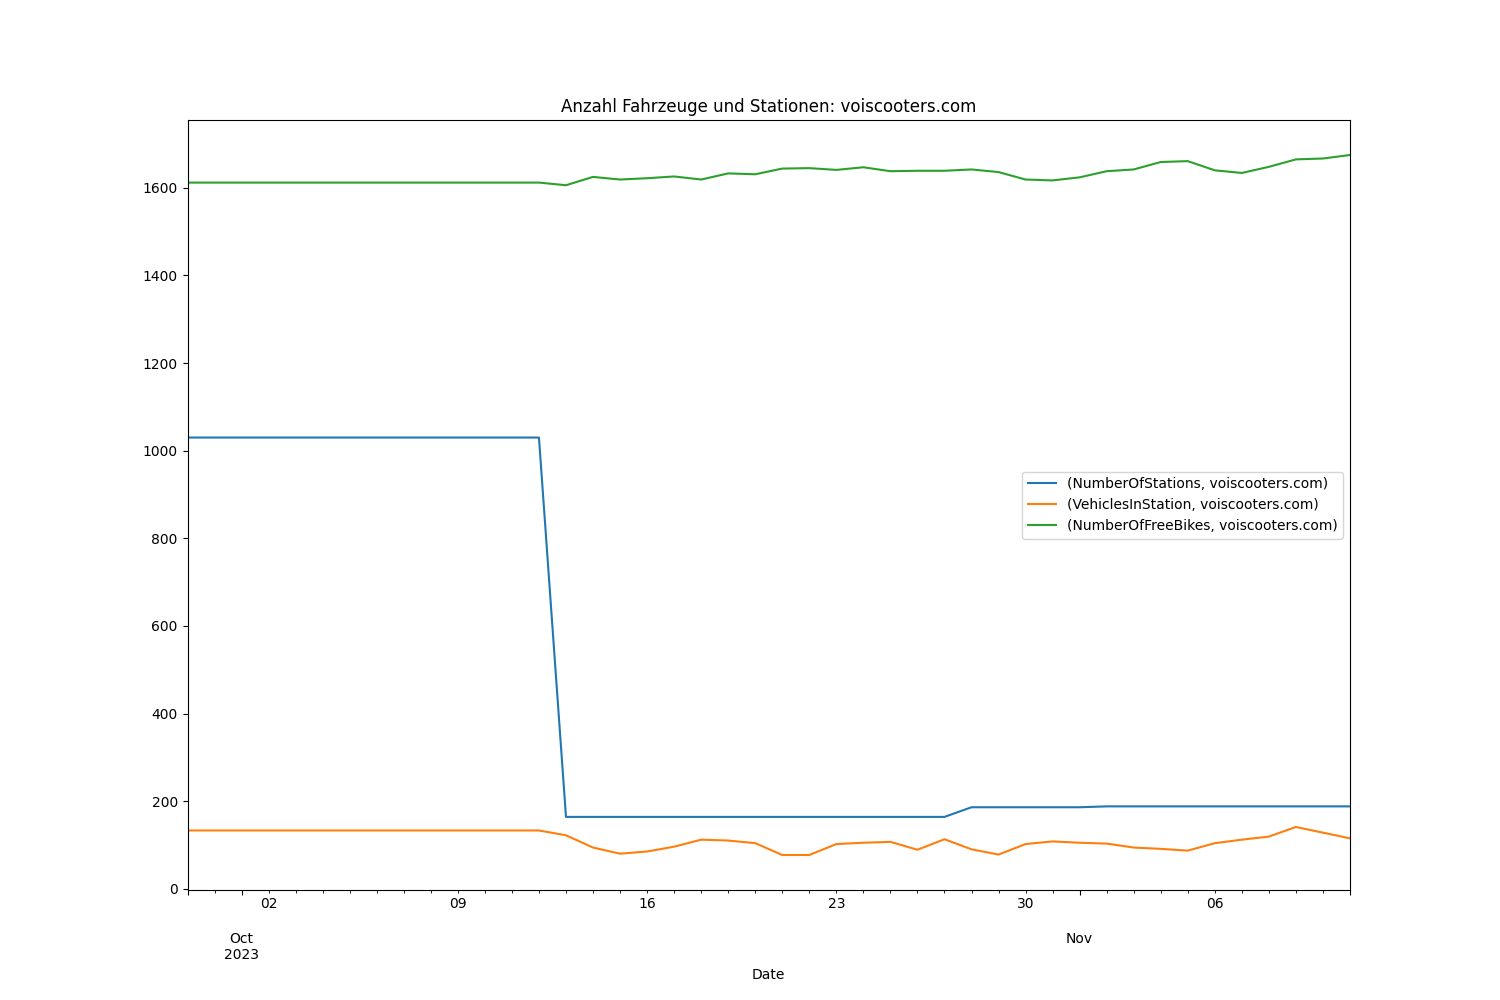 Anzahl Fahrzeuge und Stationen: voiscooters.com
1600
1400
1200
1000
800
600
400
200
0
(NumberOfStations, voiscooters.com)
(VehiclesInStation, voiscooters.com)
(NumberOfFreeBikes, voiscooters.com)
02 09 16 23 30 06
Oct Nov
2023
Date